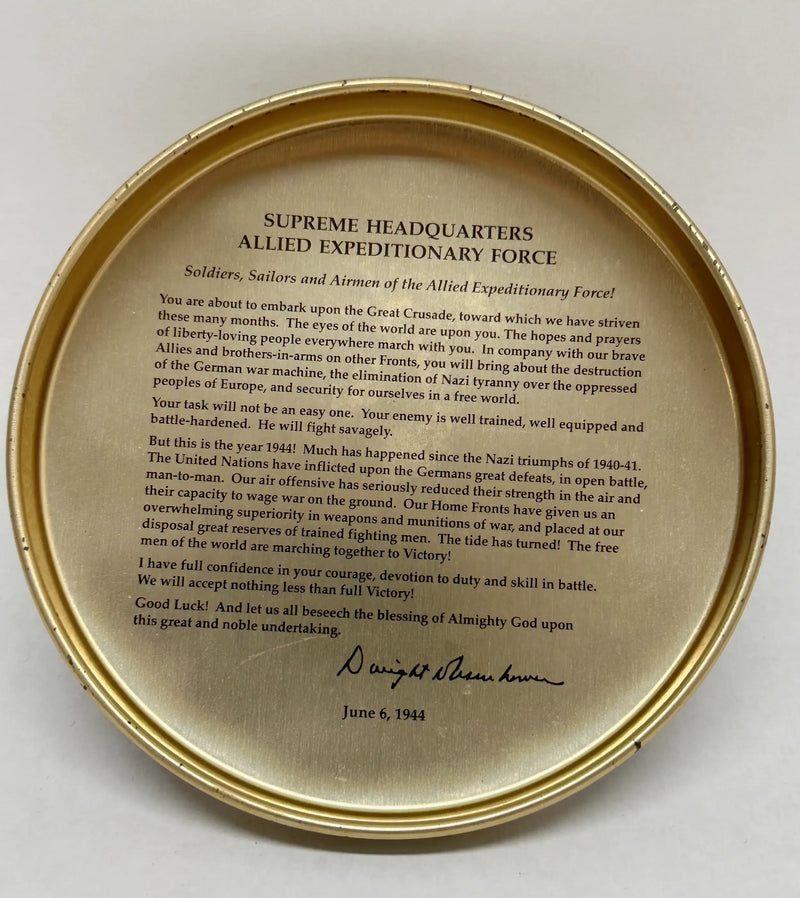 SUPREME HEADQUARTERS
ALLIED EXPEDITIONARY FORCE
Soldiers, Sailors and Airmen of the Allied Expeditionary Force!
You are about to embark upon the Great Crusade, toward which we have striven
these many months. The eyes of the world are upon you. The hopes and prayers
of liberty-loving people everywhere march with you. In company with our brave
Allies and brothers-in-arms on other Fronts, you will bring about the destruction
of the German war machine, the elimination of Nazi tyranny over the oppressed
peoples of Europe, and security for ourselves in a free world.
Your task will not be an easy one. Your enemy is well trained, well equipped and
battle-hardened. He will fight savagely.
But this is the year 1944! Much has happened since the Nazi triumphs of 1940-41.
The United Nations have inflicted upon the Germans great defeats, in open battle,
man-to-man. Our air offensive has seriously reduced their strength in the air and
their capacity to wage war on the ground. Our Home Fronts have given us an
overwhelming superiority in weapons and munitions of war, and placed at our
disposal great reserves of trained fighting men. The tide has turned! The free
men of the world are marching together to Victory!
I have full confidence in your courage, devotion to duty and skill in battle.
We will accept nothing less than full Victory!
Good Luck! And let us all beseech the blessing of Almighty God upon
this great and noble undertaking.
Dwight D Eisenhower
June 6, 1944